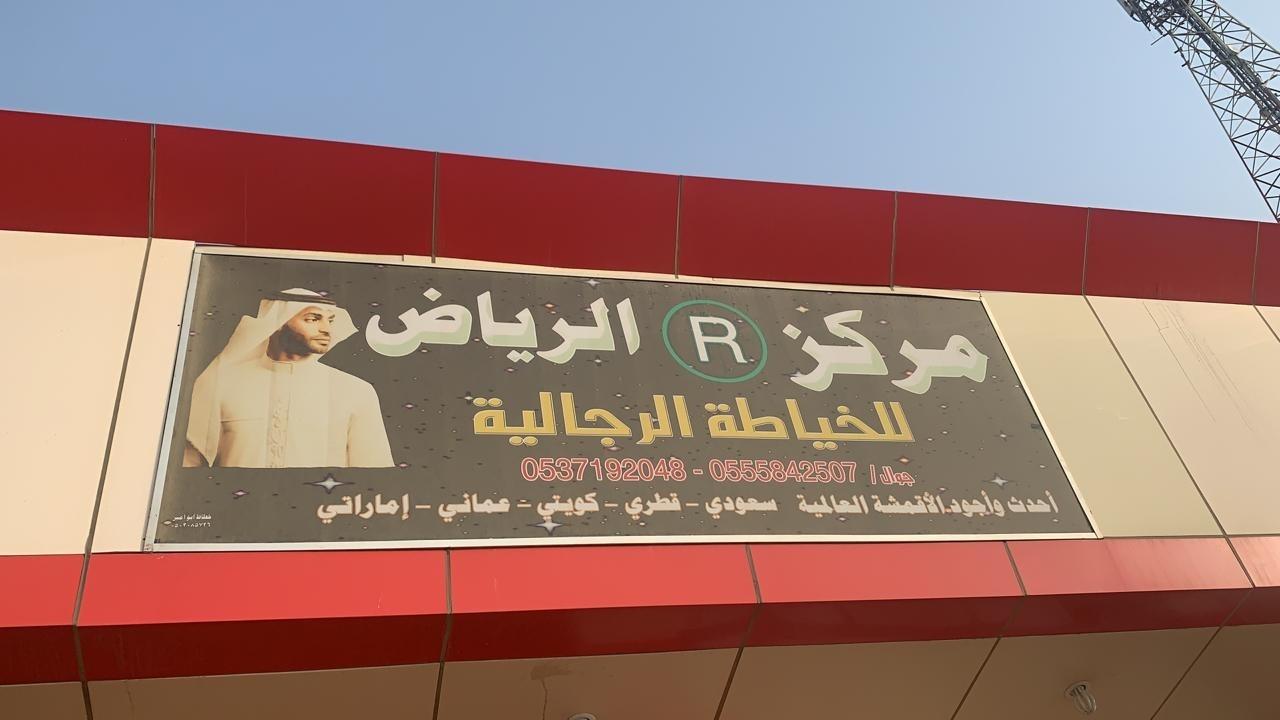 مركز R الرياض
للخياطة الرجالية
جوال / 0555842507 - 0537192048
أحدث وأجود الأقمشة العالمية سعودي - قطري - كويتي - عماني - إماراتي